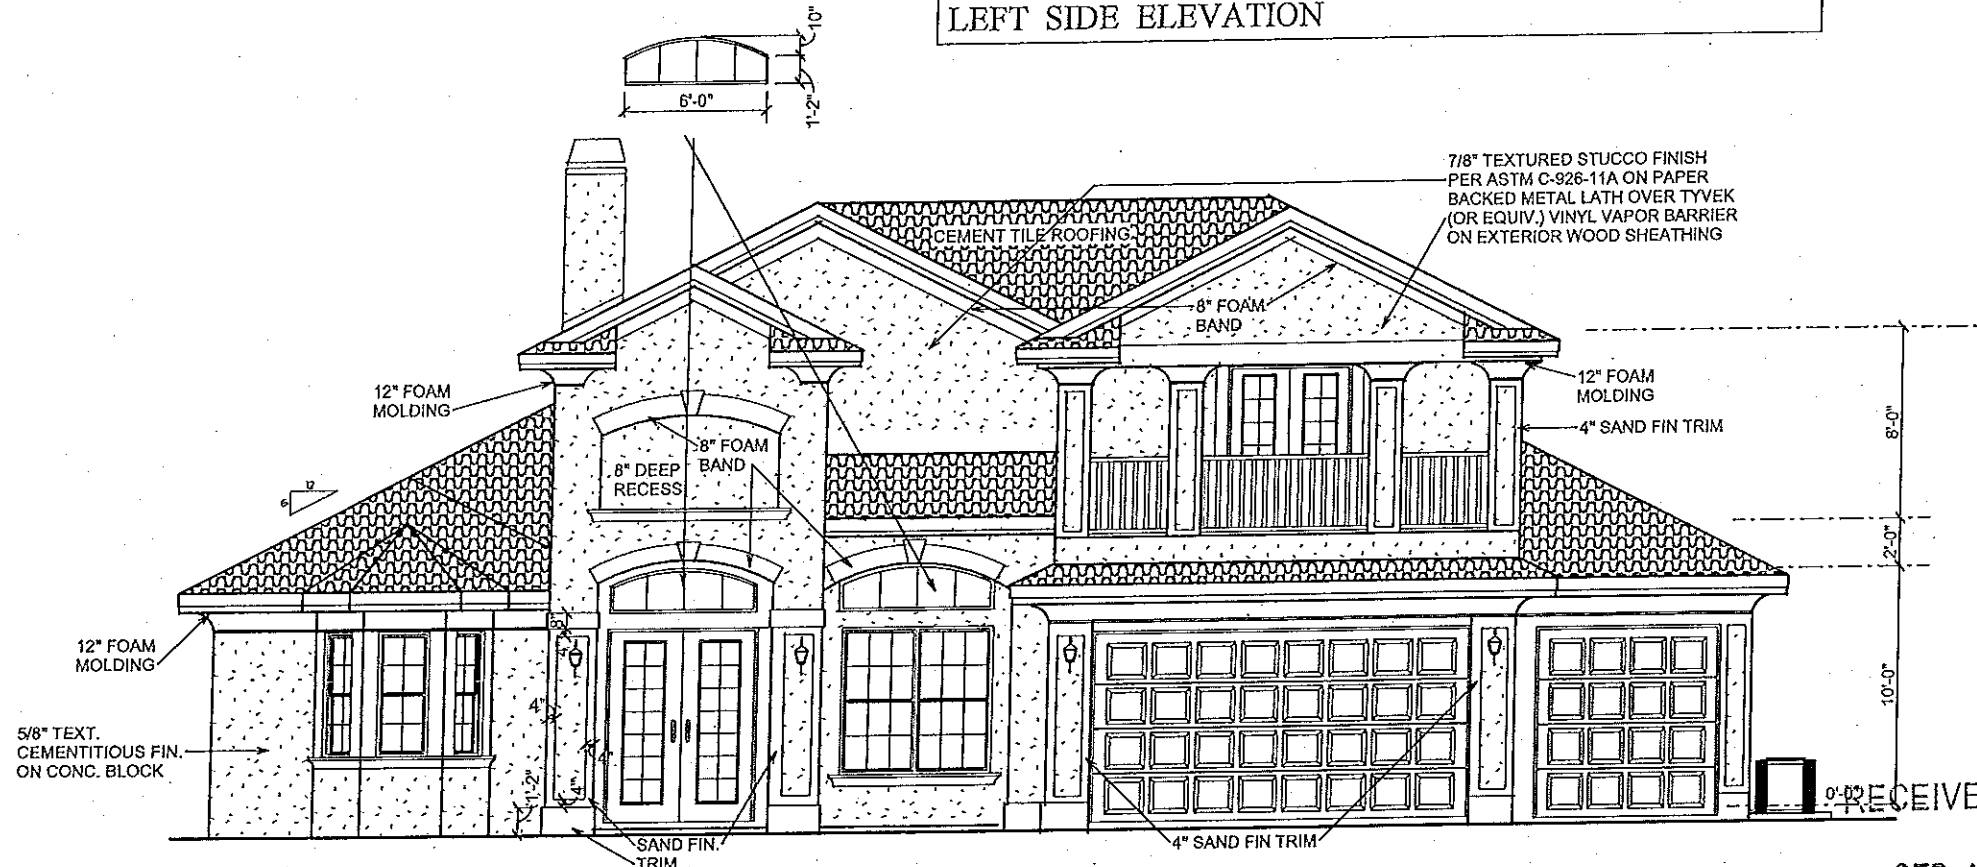 LEFT SIDE ELEVATION
10"
1'-2"
6'-0"
7/8" TEXTURED STUCCO FINISH
PER ASTM C-926-11A ON PAPER
BACKED METAL LATH OVER TYVEK
(OR EQUIV.) VINYL VAPOR BARRIER
ON EXTERIOR WOOD SHEATHING
CEMENT TILE ROOFING
8" FOAM
BAND
12" FOAM
MOLDING
12" FOAM
MOLDING
4" SAND FIN TRIM
8'-0"
8" FOAM
BAND
8" DEEP
RECESS
12
6
2'-0"
12" FOAM
MOLDING
8"
4"
10'-0"
4"
5/8" TEXT.
CEMENTITIOUS FIN.
ON CONC. BLOCK
4"
1'-2"
4"
0'-0"
RECEIVE
SAND FIN.
TRIM
4" SAND FIN TRIM